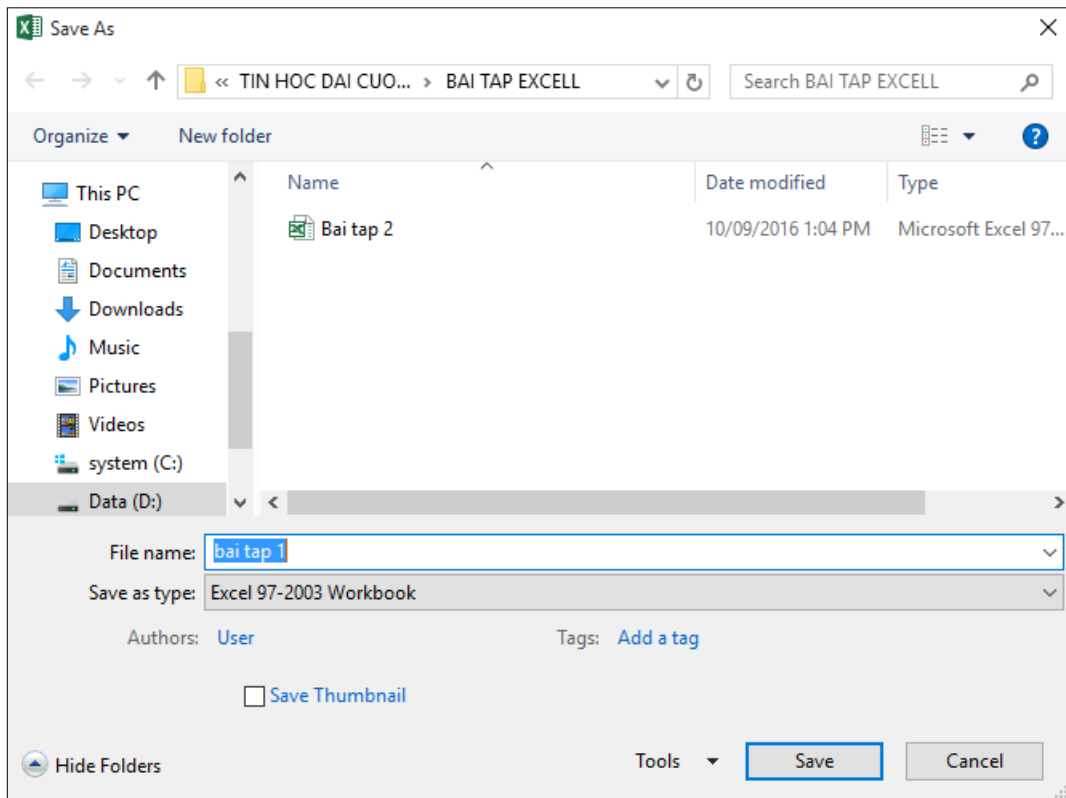 Save As
« TIN HOC DAI CUO... › BAI TAP EXCELL
Search BAI TAP EXCELL
Organize
New folder
?
Name
Date modified
Type
This PC
Desktop
Documents
Downloads
Music
Pictures
Videos
system (C:)
Data (D:)
Bai tap 2
10/09/2016 1:04 PM
Microsoft Excel 97...
File name: bai tap 1
Save as type: Excel 97-2003 Workbook
Authors: User
Tags: Add a tag
Save Thumbnail
Hide Folders
Tools
Save
Cancel